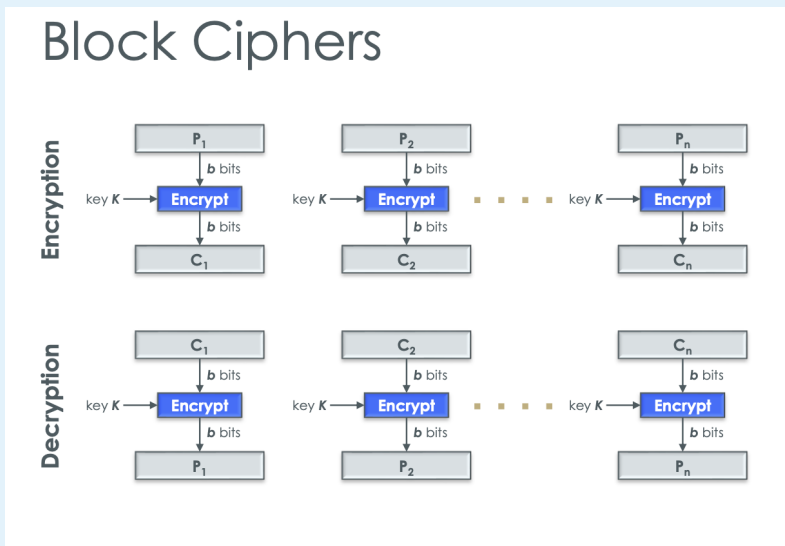 Block Ciphers
Encryption
P₁ P₂ Pₙ
b bits b bits b bits
key K Encrypt key K Encrypt key K Encrypt
b bits b bits b bits
C₁ C₂ Cₙ
Decryption
C₁ C₂ Cₙ
b bits b bits b bits
key K Encrypt key K Encrypt key K Encrypt
b bits b bits b bits
P₁ P₂ Pₙ